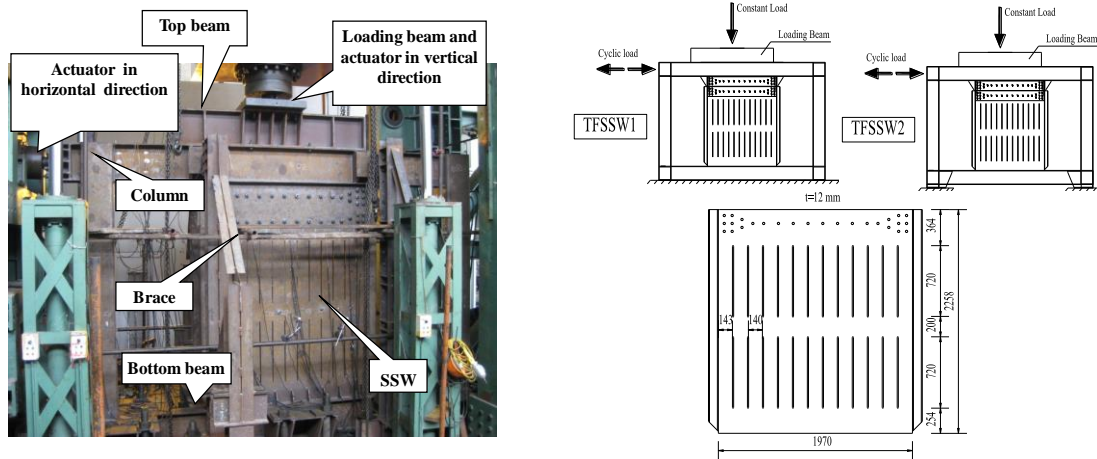 Top beam
Loading beam and
actuator in vertical
direction
Actuator in
horizontal direction
Column
Brace
Bottom beam
SSW
Constant Load
Loading Beam
Cyclic load
TFSSW1
Constant Load
Loading Beam
Cyclic load
TFSSW2
t=12 mm
364
720
200
720
254
2258
143
140
1970